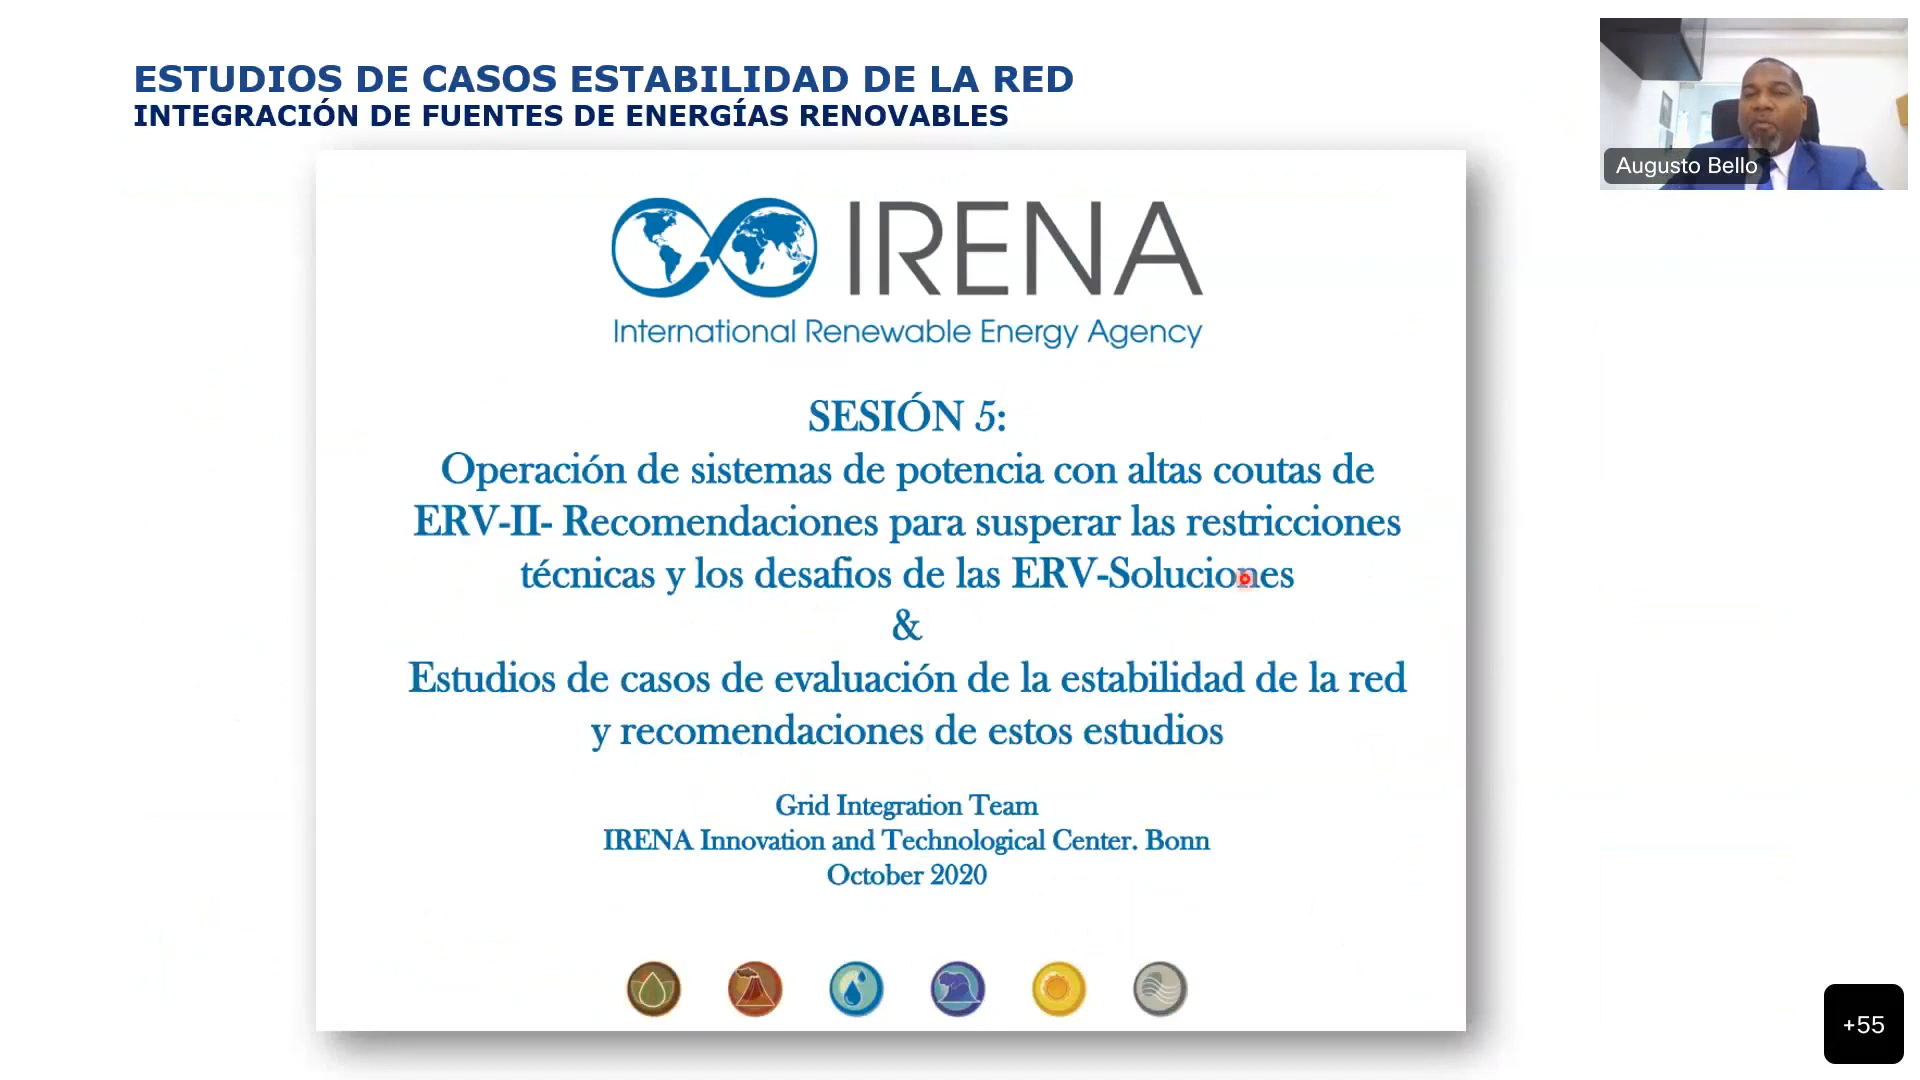 ESTUDIOS DE CASOS ESTABILIDAD DE LA RED
INTEGRACIÓN DE FUENTES DE ENERGÍAS RENOVABLES
Augusto Bello
IRENA
International Renewable Energy Agency
SESIÓN 5:
Operación de sistemas de potencia con altas coutas de
ERV-II- Recomendaciones para susperar las restricciones
técnicas y los desafios de las ERV-Soluciones
&
Estudios de casos de evaluación de la estabilidad de la red
y recomendaciones de estos estudios
Grid Integration Team
IRENA Innovation and Technological Center. Bonn
October 2020
+55